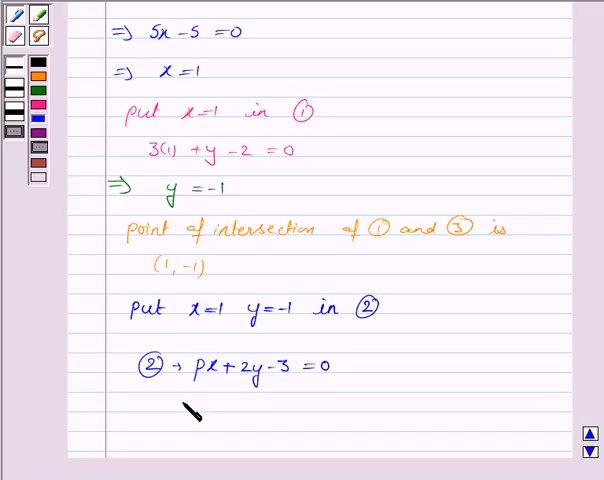 ⇒ 5x - 5 = 0
⇒ x = 1
put x=1 in ①
3(1) + y - 2 = 0
⇒ y = -1
point of intersection of ① and ③ is
(1, -1)
put x=1 y=-1 in ②
② → px + 2y - 3 = 0